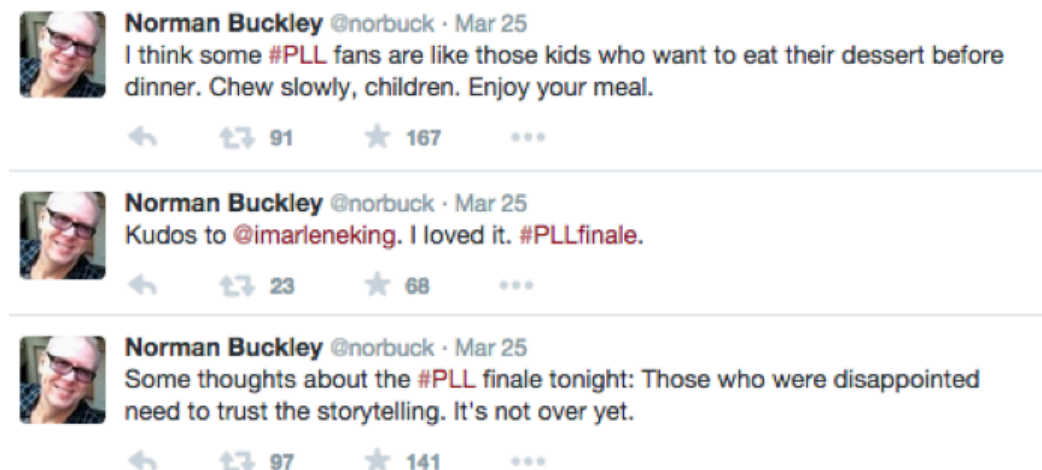 Norman Buckley @norbuck · Mar 25
I think some #PLL fans are like those kids who want to eat their dessert before
dinner. Chew slowly, children. Enjoy your meal.
91 167
Norman Buckley @norbuck · Mar 25
Kudos to @imarleneking. I loved it. #PLLfinale.
23 68
Norman Buckley @norbuck · Mar 25
Some thoughts about the #PLL finale tonight: Those who were disappointed
need to trust the storytelling. It's not over yet.
97 141